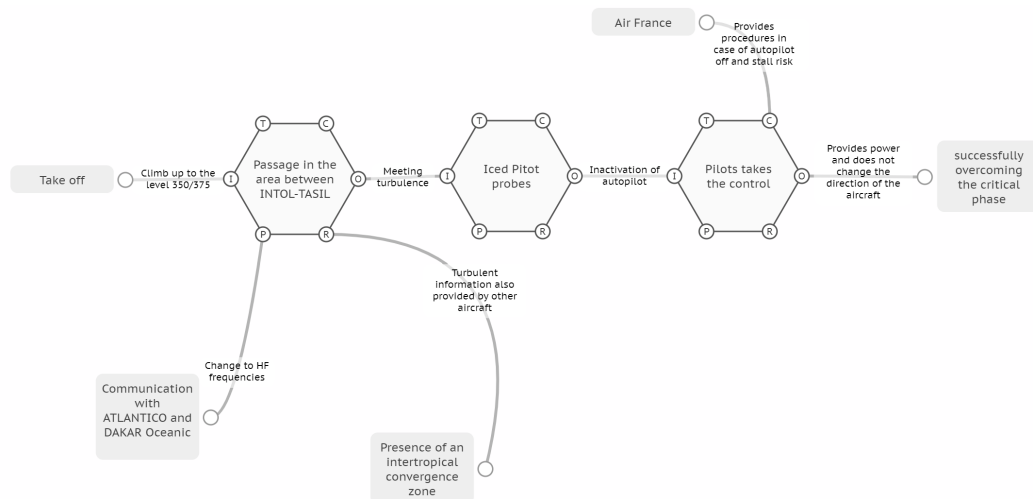 Air France
Provides
procedures in
case of autopilot
off and stall risk
Take off
Climb up to the
level 350/375
T
C
I
O
P
R
Passage in the
area between
INTOL-TASIL
Meeting
turbulence
T
C
I
O
P
R
Iced Pitot
probes
Inactivation of
autopilot
T
C
I
O
P
R
Pilots takes
the control
Provides power
and does not
change the
direction of the
aircraft
successfully
overcoming
the critical
phase
Turbulent
information also
provided by other
aircraft
Change to HF
frequencies
Communication
with
ATLANTICO and
DAKAR Oceanic
Presence of an
intertropical
convergence
zone